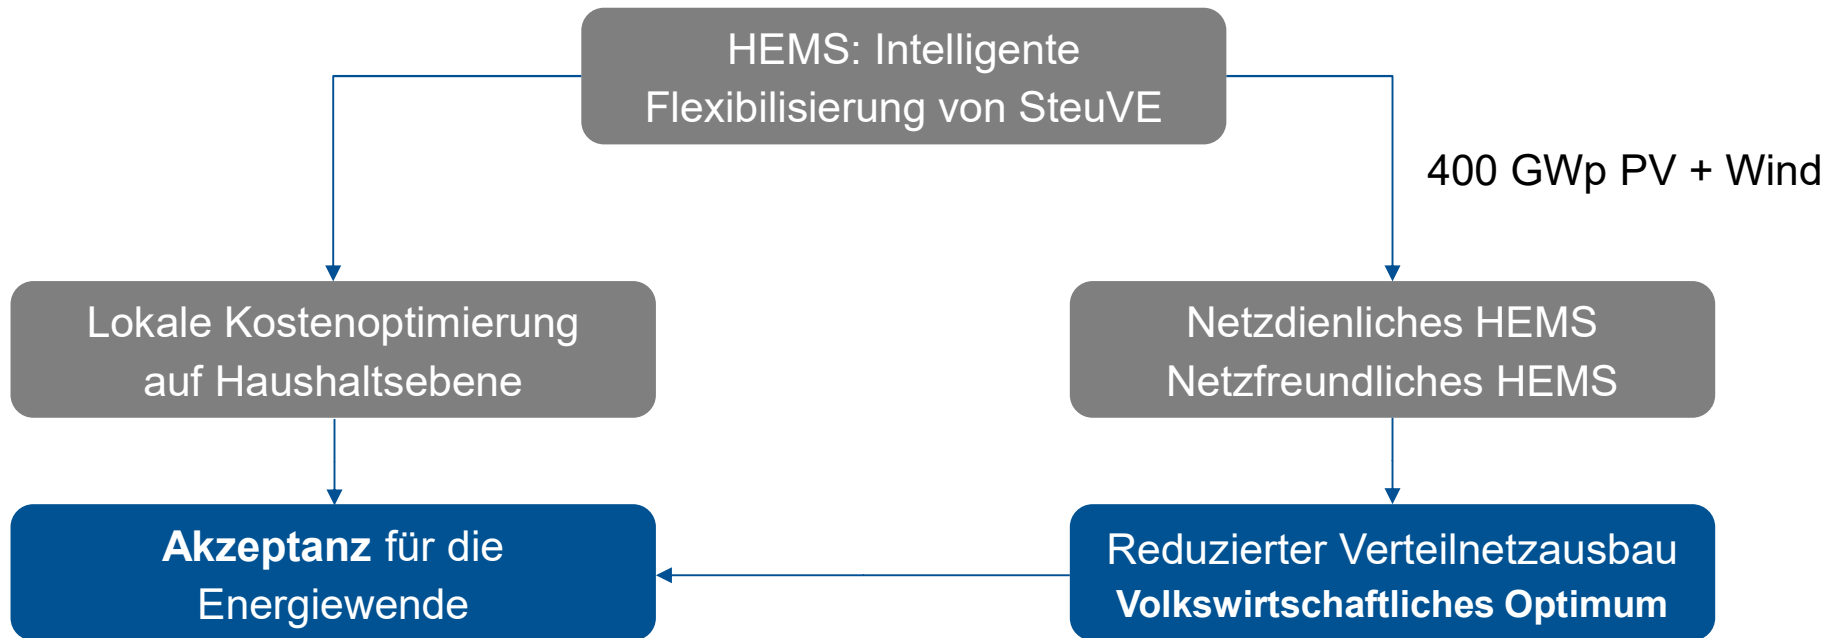 HEMS: Intelligente
Flexibilisierung von SteuVE
400 GWp PV + Wind
Lokale Kostenoptimierung
auf Haushaltsebene
Netzdienliches HEMS
Netzfreundliches HEMS
Akzeptanz für die
Energiewende
Reduzierter Verteilnetzausbau
Volkswirtschaftliches Optimum